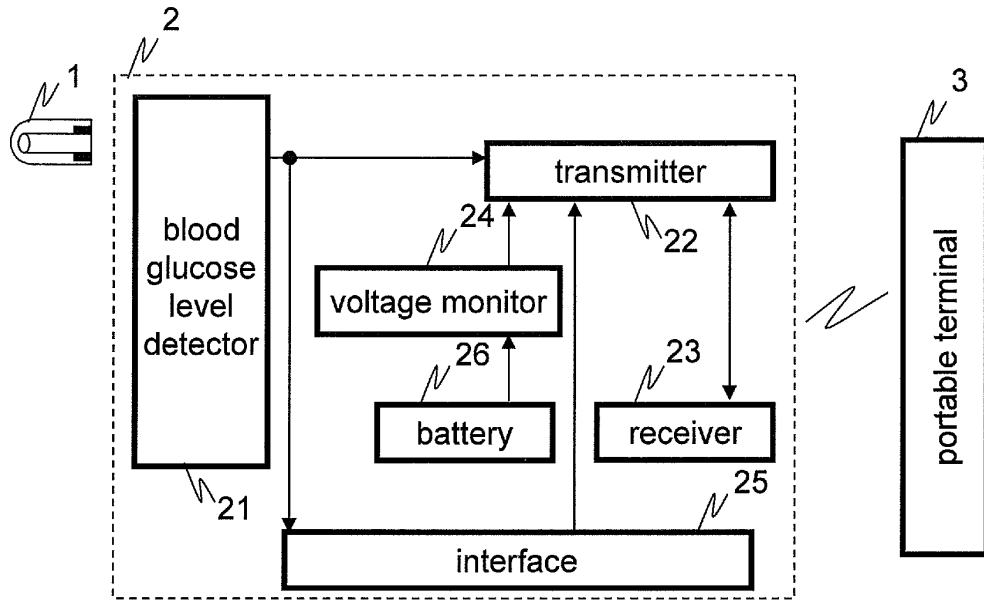 2
1
3
transmitter
24
22
blood
glucose
level
detector
voltage monitor
26
23
battery
receiver
portable terminal
21
25
interface